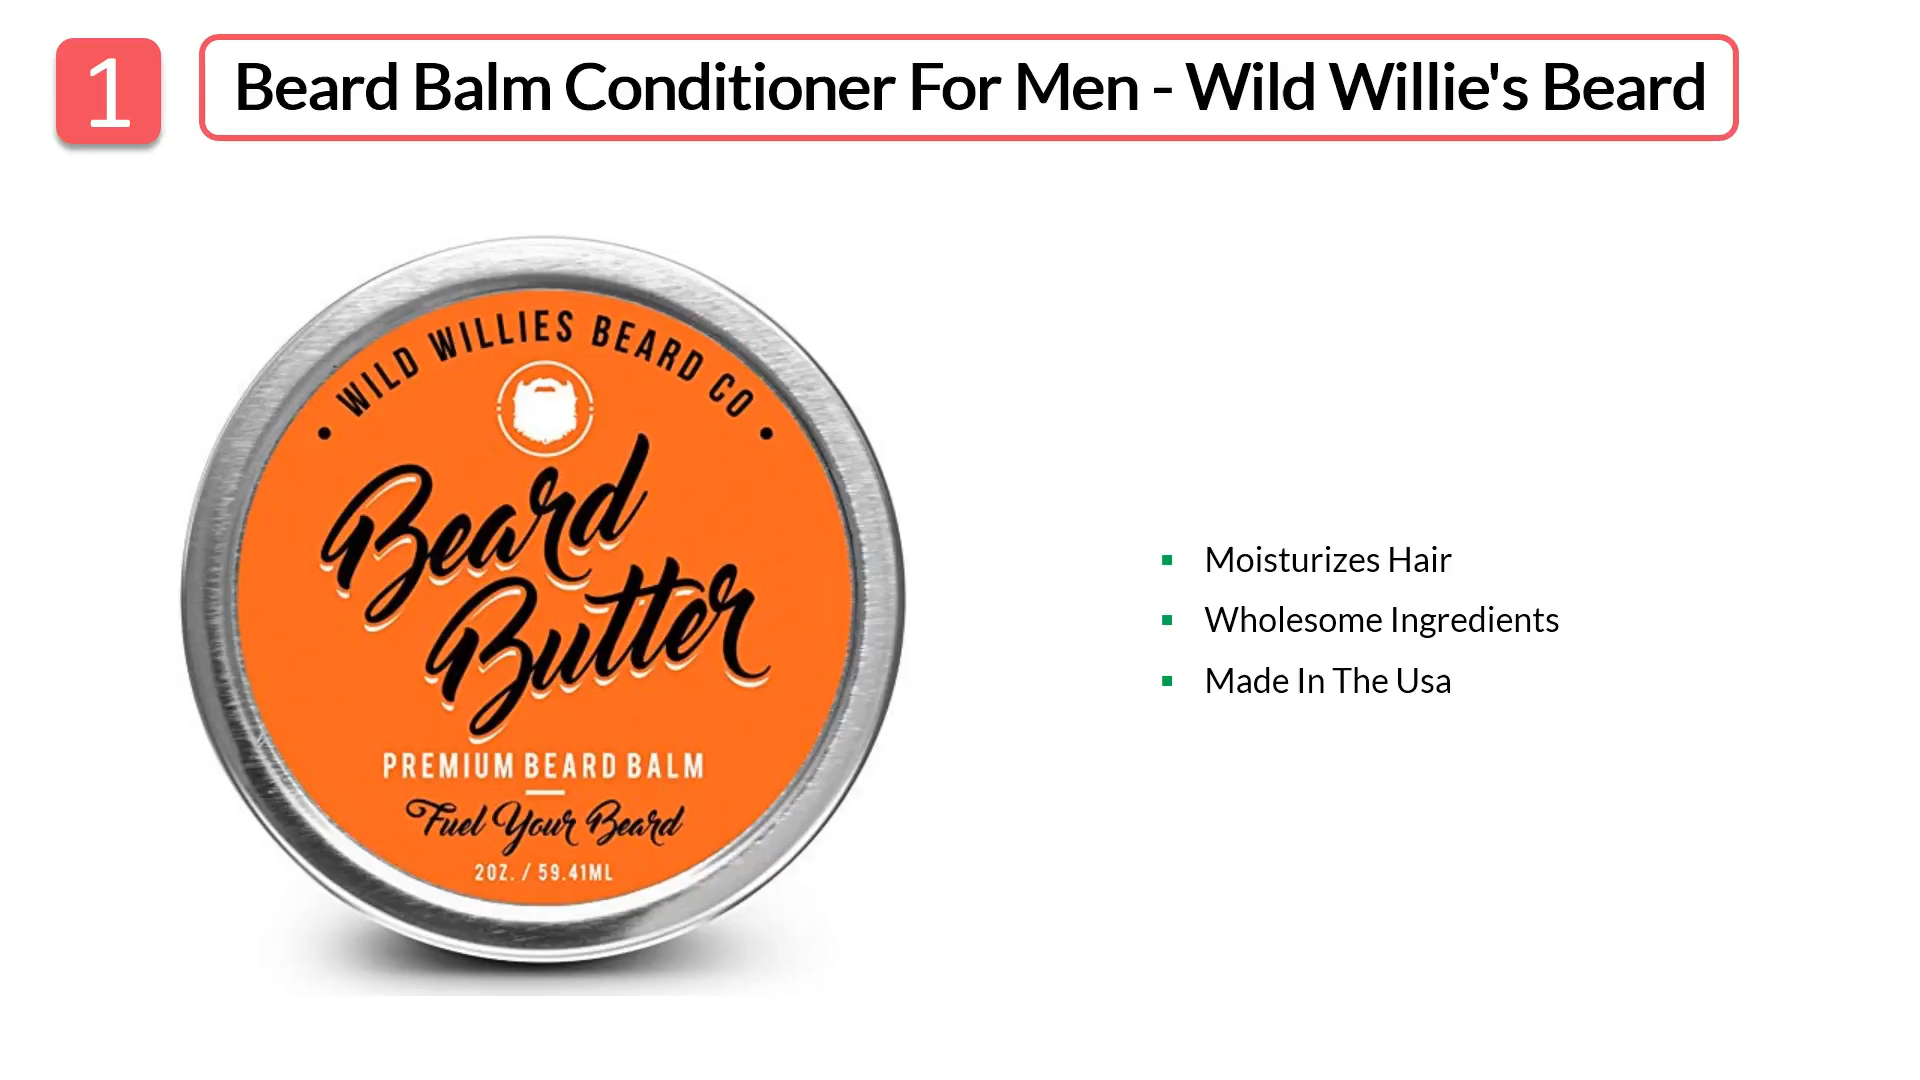 1
Beard Balm Conditioner For Men - Wild Willie's Beard
• WILD WILLIES BEARD CO •
Beard
Butter
PREMIUM BEARD BALM
Fuel Your Beard
2OZ. / 59.41ML
▪ Moisturizes Hair
▪ Wholesome Ingredients
▪ Made In The Usa